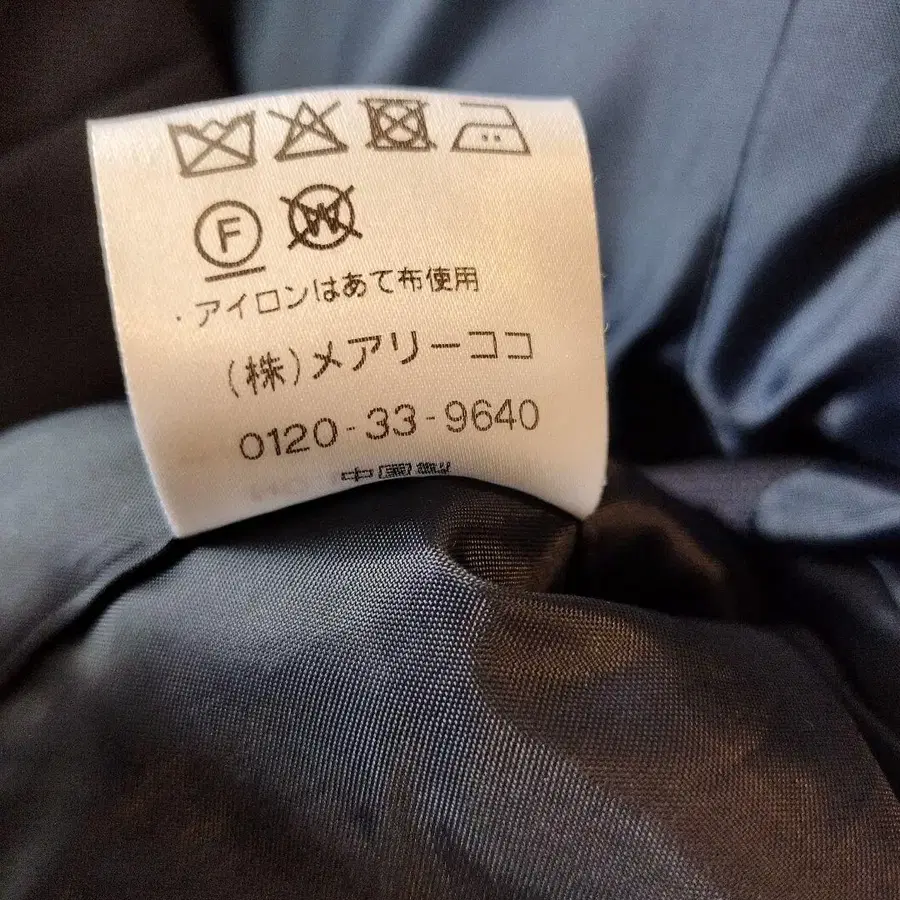 F W
・アイロンはあて布使用
(株)メアリーココ
0120-33-9640
中国製